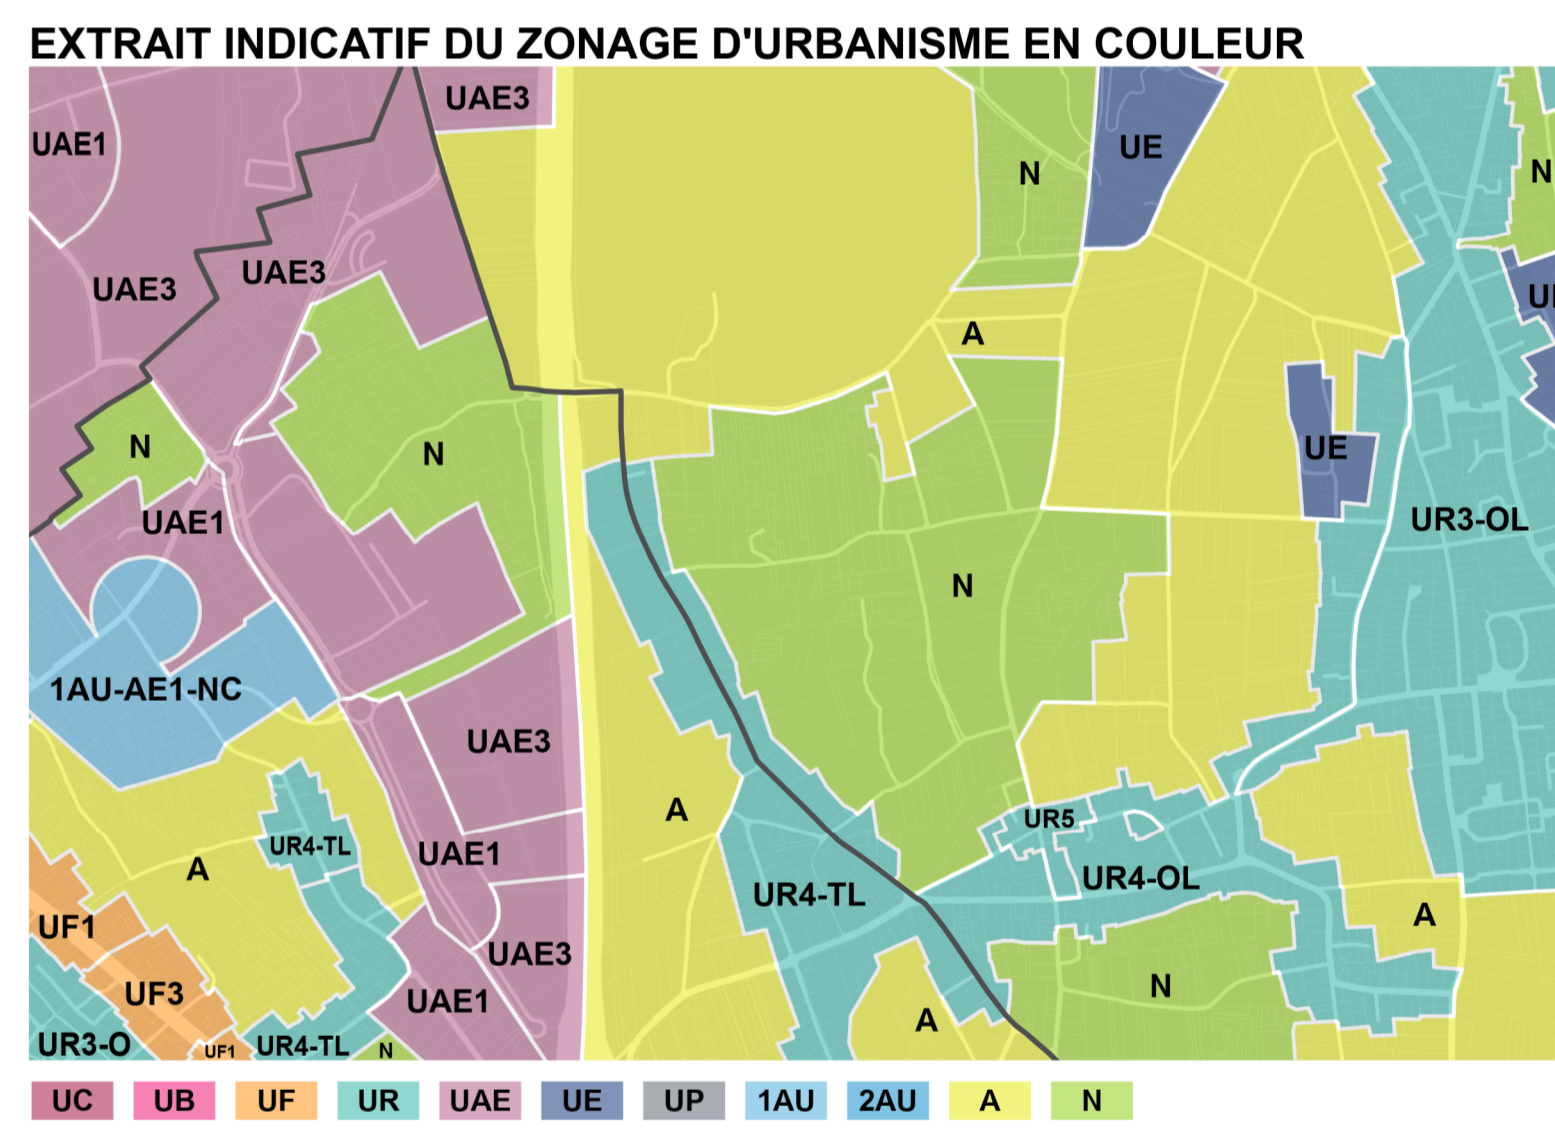 EXTRAIT INDICATIF DU ZONAGE D'URBANISME EN COULEUR
UAE3
UAE1
UE
N
N
UAE3
UAE3
U
A
N
N
UE
UAE1
UR3-OL
N
1AU-AE1-NC
UAE3
A
UR5
UR4-TL
UAE1
A
UR4-OL
UR4-TL
UF1
A
UAE3
UF3
UAE1
N
A
UR3-O
UF1
UR4-TL
N
UC UB UF UR UAE UE UP 1AU 2AU A N